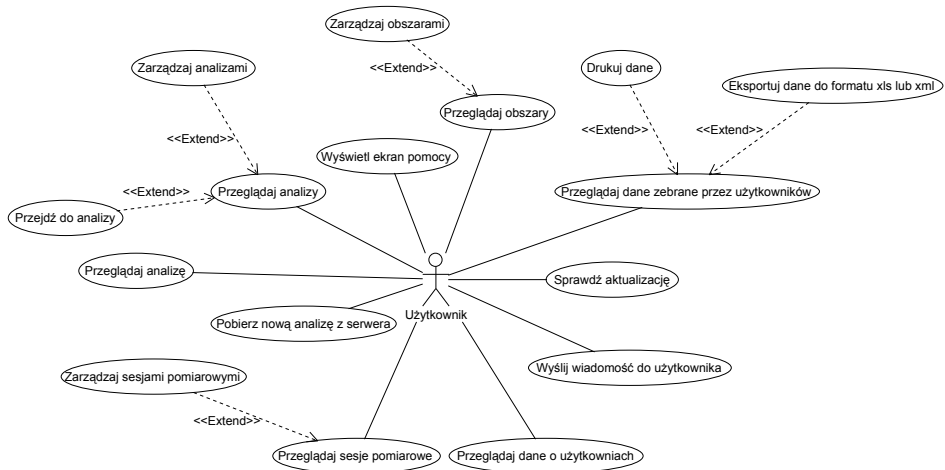 Zarządzaj obszarami
Zarządzaj analizami
<<Extend>>
Drukuj dane
Eksportuj dane do formatu xls lub xml
Przeglądaj obszary
<<Extend>>
<<Extend>>
<<Extend>>
Wyświetl ekran pomocy
<<Extend>>
Przeglądaj analizy
Przeglądaj dane zebrane przez użytkowników
Przejdź do analizy
Przeglądaj analizę
Sprawdź aktualizację
Użytkownik
Pobierz nową analizę z serwera
Wyślij wiadomość do użytkownika
Zarządzaj sesjami pomiarowymi
<<Extend>>
Przeglądaj sesje pomiarowe
Przeglądaj dane o użytkowniach